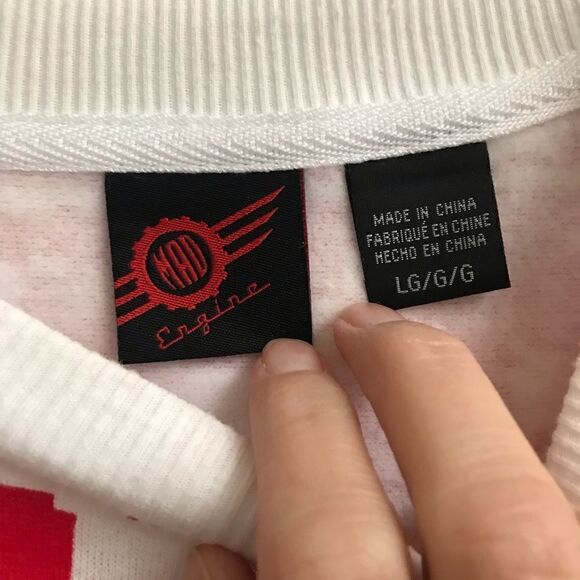 MAD
Engine
MADE IN CHINA
FABRIQUÉ EN CHINE
HECHO EN CHINA
LG/G/G